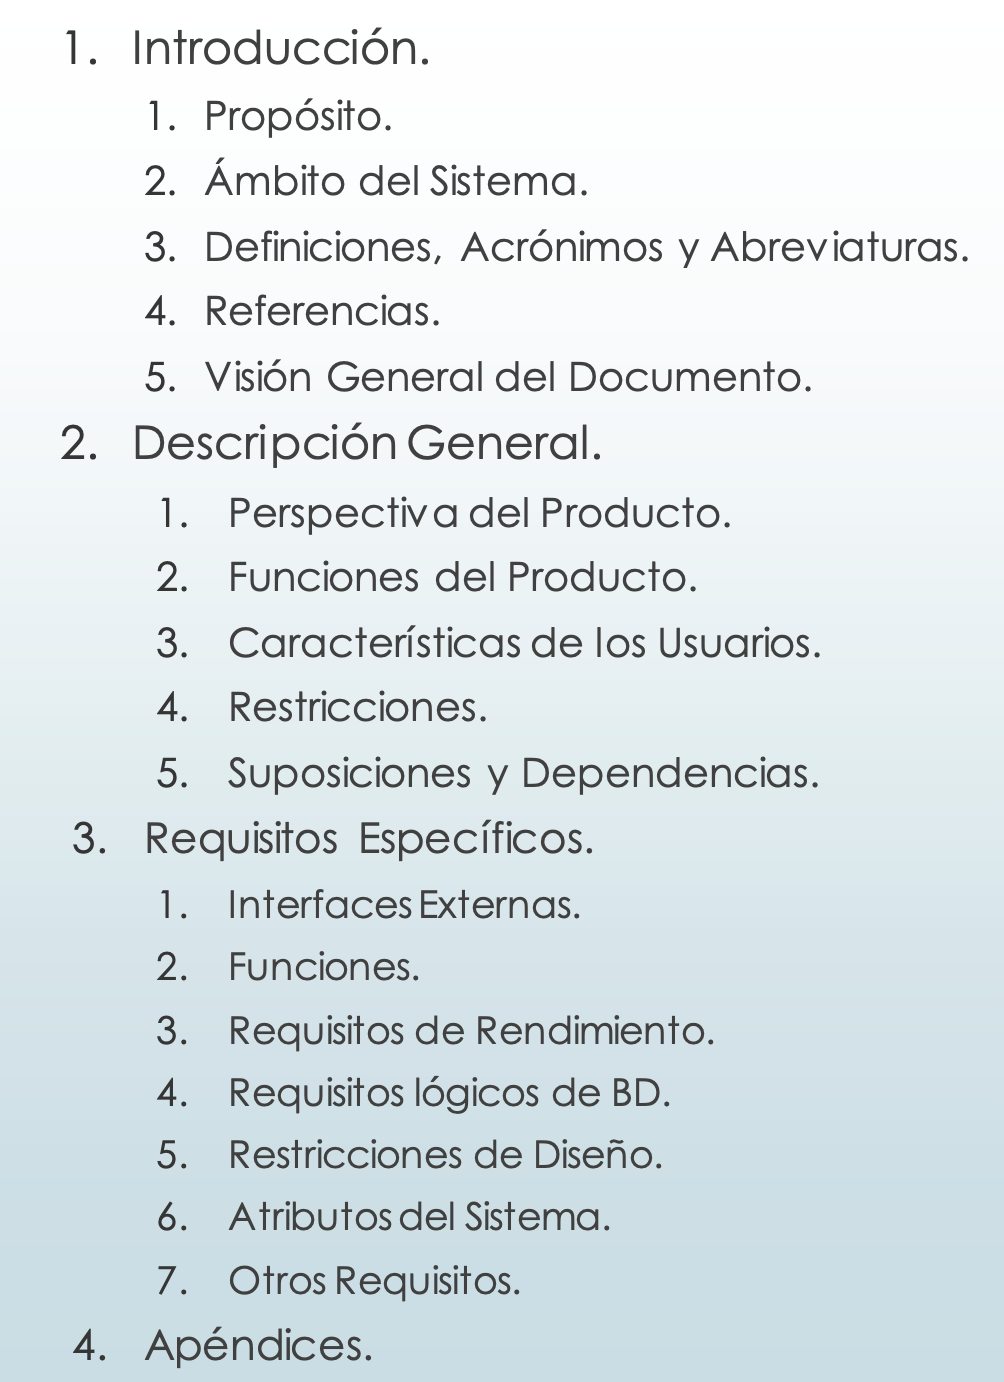 1. Introducción.
1. Propósito.
2. Ámbito del Sistema.
3. Definiciones, Acrónimos y Abreviaturas.
4. Referencias.
5. Visión General del Documento.
2. Descripción General.
1. Perspectiva del Producto.
2. Funciones del Producto.
3. Características de los Usuarios.
4. Restricciones.
5. Suposiciones y Dependencias.
3. Requisitos Específicos.
1. Interfaces Externas.
2. Funciones.
3. Requisitos de Rendimiento.
4. Requisitos lógicos de BD.
5. Restricciones de Diseño.
6. Atributos del Sistema.
7. Otros Requisitos.
4. Apéndices.